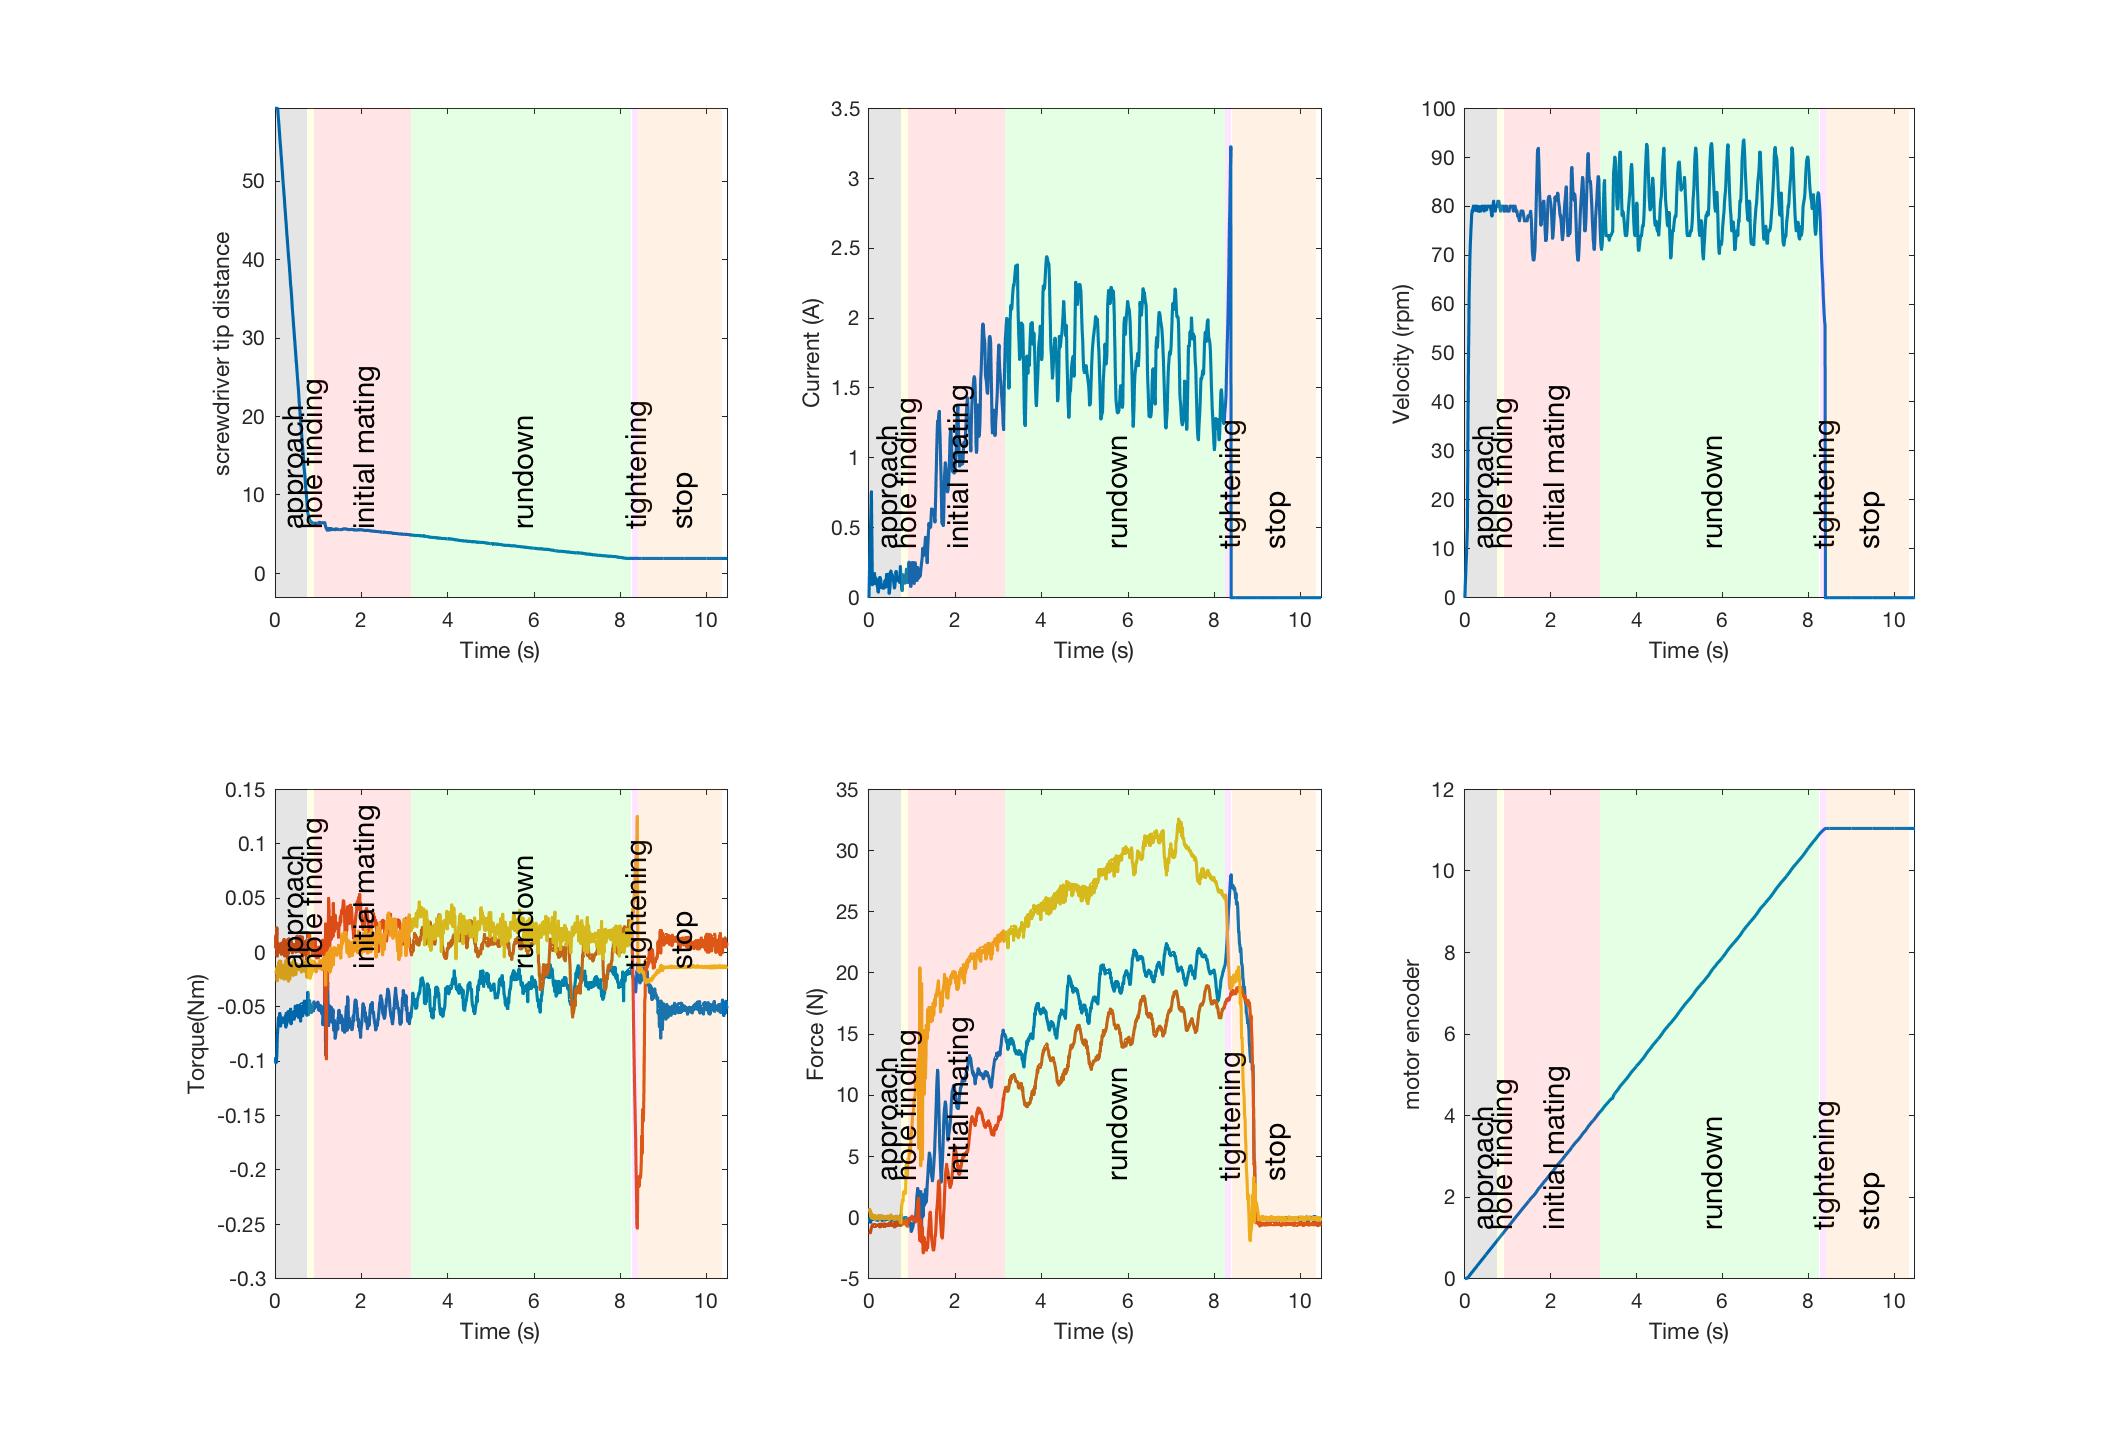 screwdriver tip distance
50
40
30
20
10
0
approach
hole finding
initial mating
rundown
tightening
stop
0 2 4 6 8 10
Time (s)
Current (A)
3.5
3
2.5
2
1.5
1
0.5
0
approach
hole finding
initial mating
rundown
tightening
stop
0 2 4 6 8 10
Time (s)
Velocity (rpm)
100
90
80
70
60
50
40
30
20
10
0
approach
hole finding
initial mating
rundown
tightening
stop
0 2 4 6 8 10
Time (s)
Torque(Nm)
0.15
0.1
0.05
0
-0.05
-0.1
-0.15
-0.2
-0.25
-0.3
approach
hole finding
initial mating
rundown
tightening
stop
0 2 4 6 8 10
Time (s)
Force (N)
35
30
25
20
15
10
5
0
-5
approach
hole finding
initial mating
rundown
tightening
stop
0 2 4 6 8 10
Time (s)
motor encoder
12
10
8
6
4
2
0
approach
hole finding
initial mating
rundown
tightening
stop
0 2 4 6 8 10
Time (s)